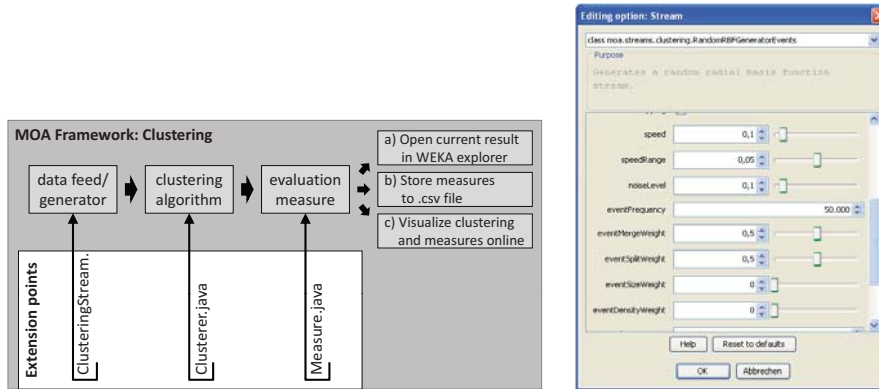 MOA Framework: Clustering
data feed/
generator
clustering
algorithm
evaluation
measure
a) Open current result
in WEKA explorer
b) Store measures
to .csv file
c) Visualize clustering
and measures online
Extension points
ClusteringStream.
Clusterer.java
Measure.java
Editing option: Stream
class moa.streams.clustering.RandomRBFGeneratorEvents
Purpose
Generates a random radial basis function
stream.
speed 0,1
speedRange 0,05
noiseLevel 0,1
eventFrequency 50.000
eventMergeWeight 0,5
eventSplitWeight 0,5
eventSizeWeight 0
eventDensityWeight 0
Help Reset to defaults
OK Abbrechen